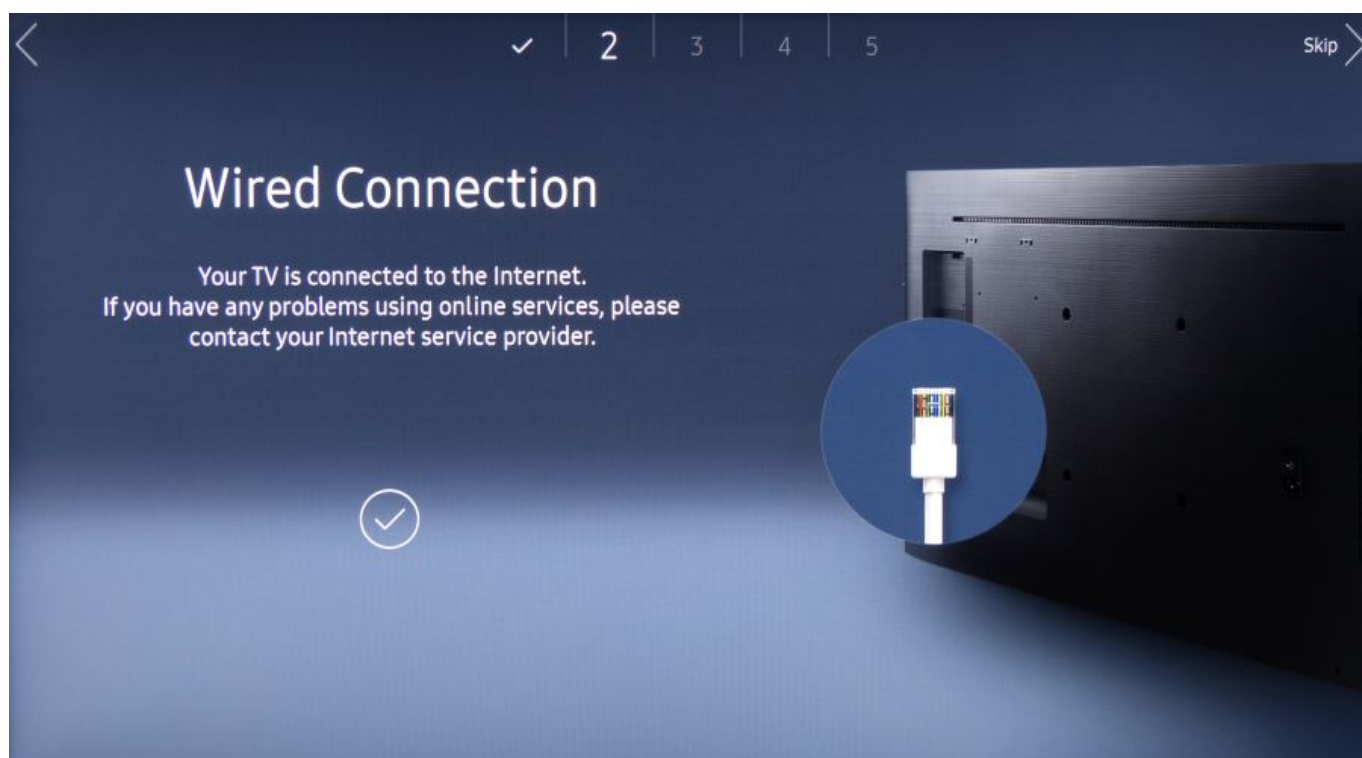 2 3 4 5
Skip
Wired Connection
Your TV is connected to the Internet.
If you have any problems using online services, please
contact your Internet service provider.